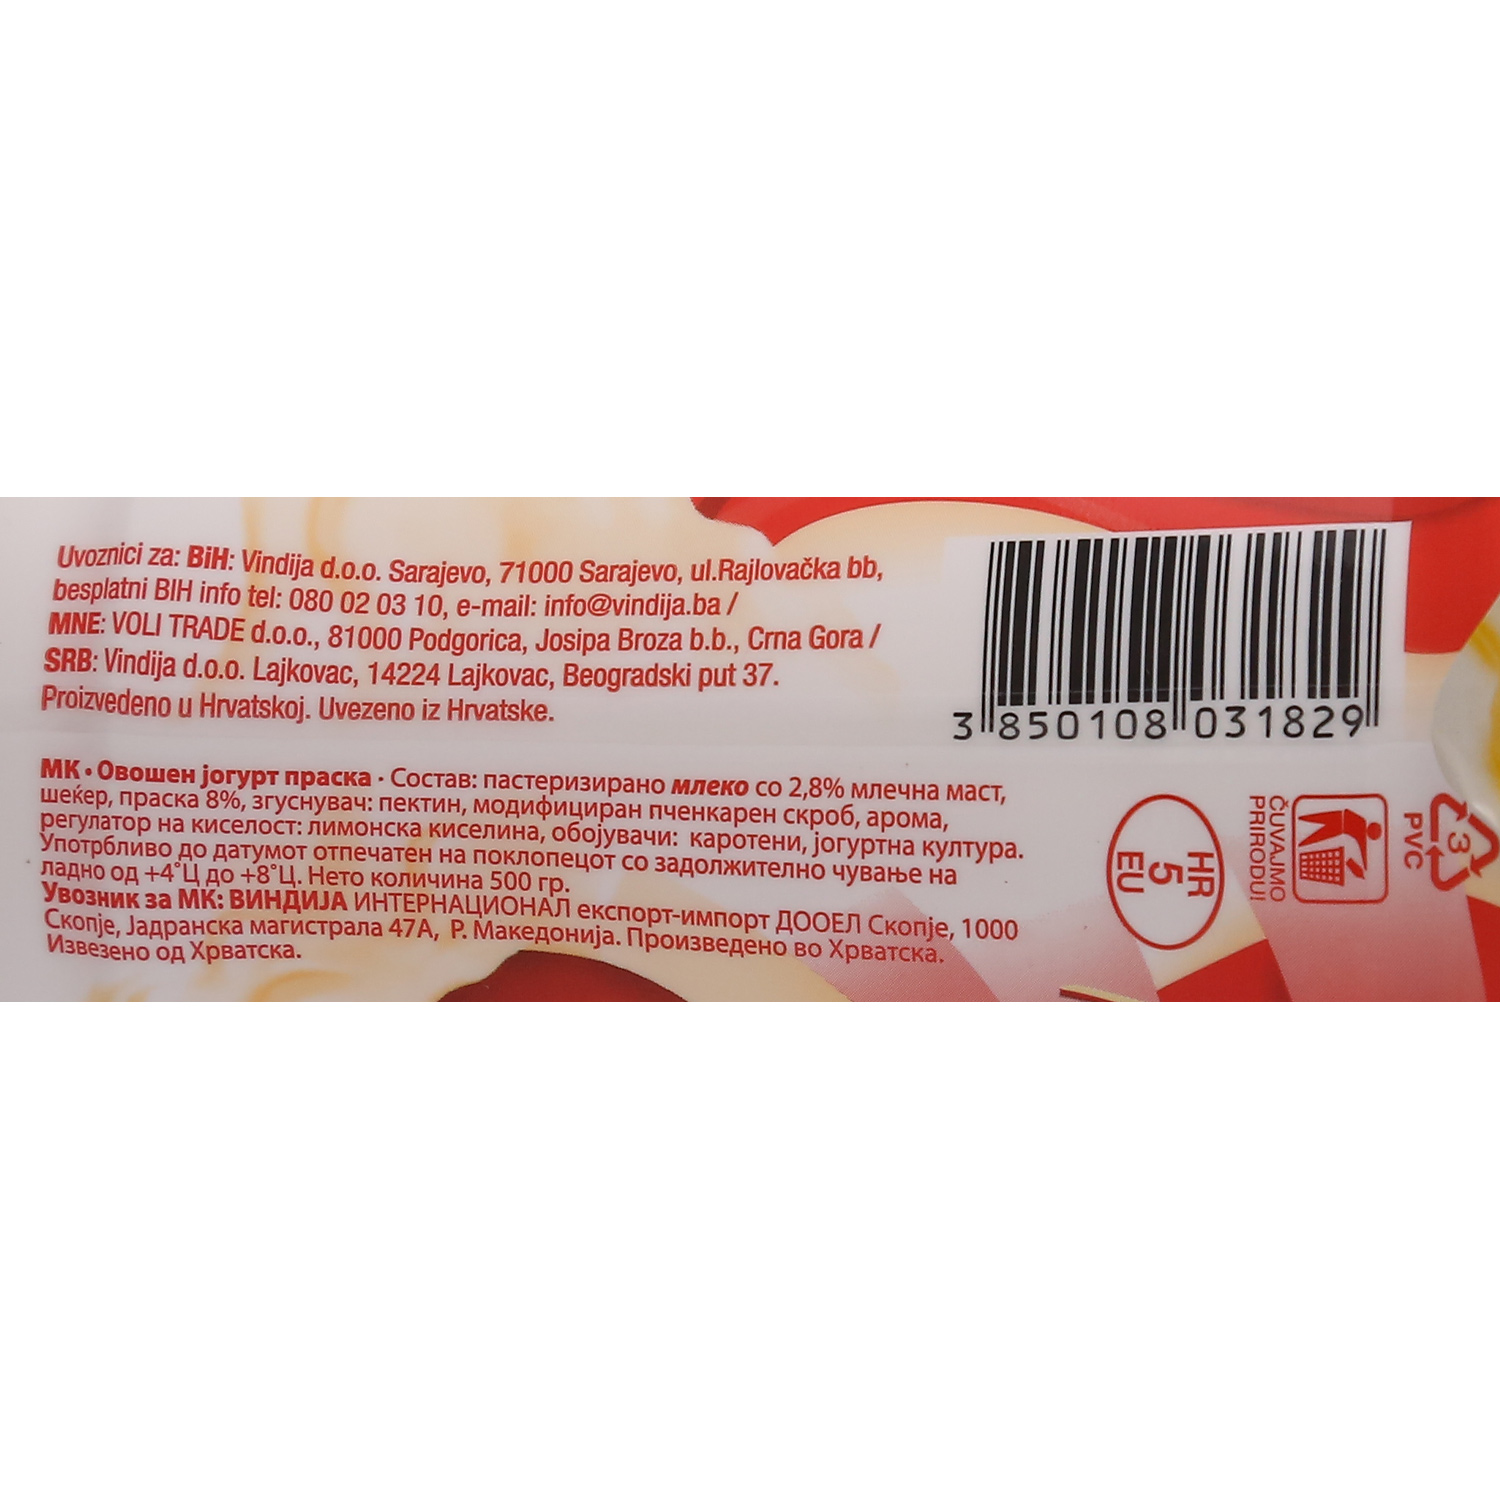 Uvoznici za: BiH: Vindija d.o.o. Sarajevo, 71000 Sarajevo, ul.Rajlovačka bb,
besplatni BIH info tel: 080 02 03 10, e-mail: info@vindija.ba /
MNE: VOLI TRADE d.o.o., 81000 Podgorica, Josipa Broza b.b., Crna Gora /
SRB: Vindija d.o.o. Lajkovac, 14224 Lajkovac, Beogradski put 37.
Proizvedeno u Hrvatskoj. Uvezeno iz Hrvatske.
3 850108 031829
МК • Овошен јогурт праска · Состав: пастеризирано млеко со 2,8% млечна маст,
шеќер, праска 8%, згуснувач: пектин, модифициран пченкарен скроб, арома,
регулатор на киселост: лимонска киселина, обојувачи: каротени, јогуртна култура.
Употрбливо до датумот отпечатен на поклопецот со задолжително чување на
ладно од +4°Ц до +8°Ц. Нето количина 500 гр.
Увозник за МК: ВИНДИЈА ИНТЕРНАЦИОНАЛ експорт-импорт ДООЕЛ Скопје, 1000
Скопје, Јадранска магистрала 47А, Р. Македонија. Произведено во Хрватска.
Извезено од Хрватска.
HR
5
EU
ČUVAJMO
PRIRODU!
3
PVC